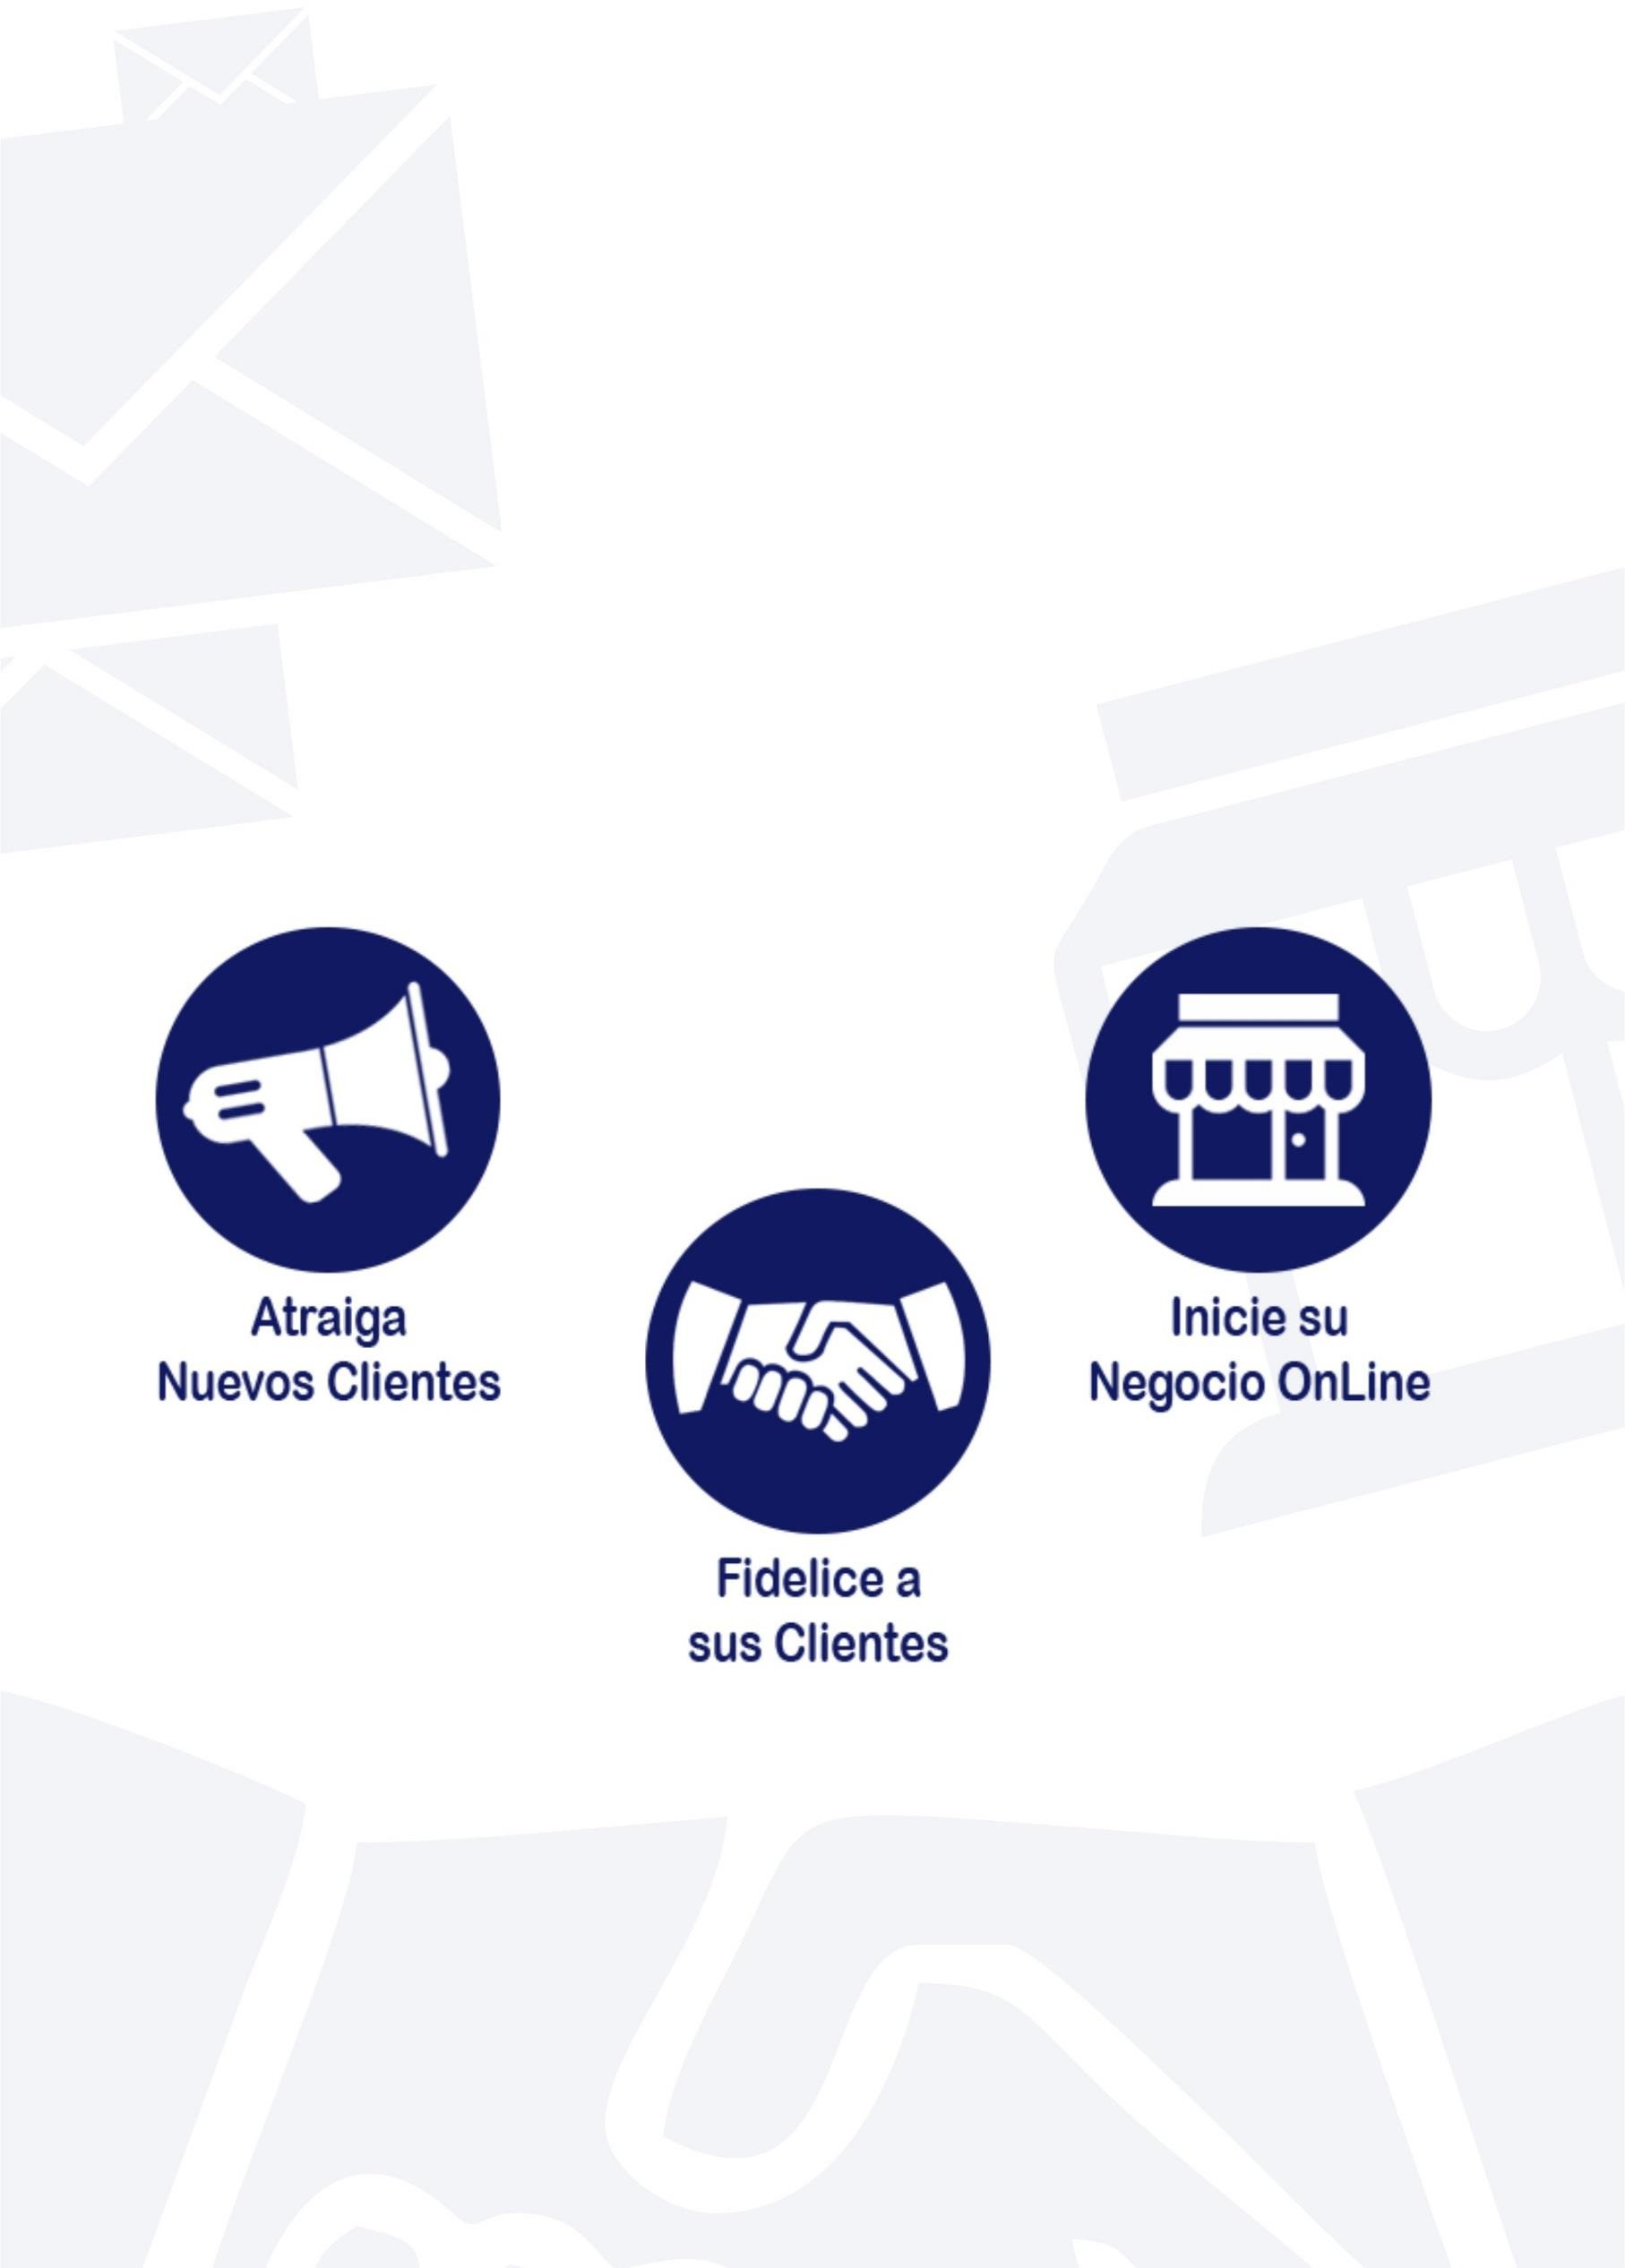 Atraiga
Nuevos Clientes
Fidelice a
sus Clientes
Inicie su
Negocio OnLine